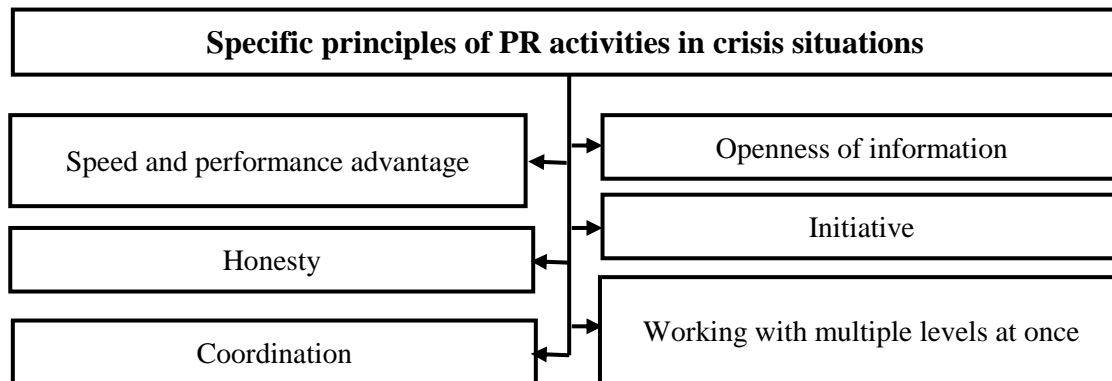 Specific principles of PR activities in crisis situations
Speed and performance advantage
Openness of information
Honesty
Initiative
Coordination
Working with multiple levels at once